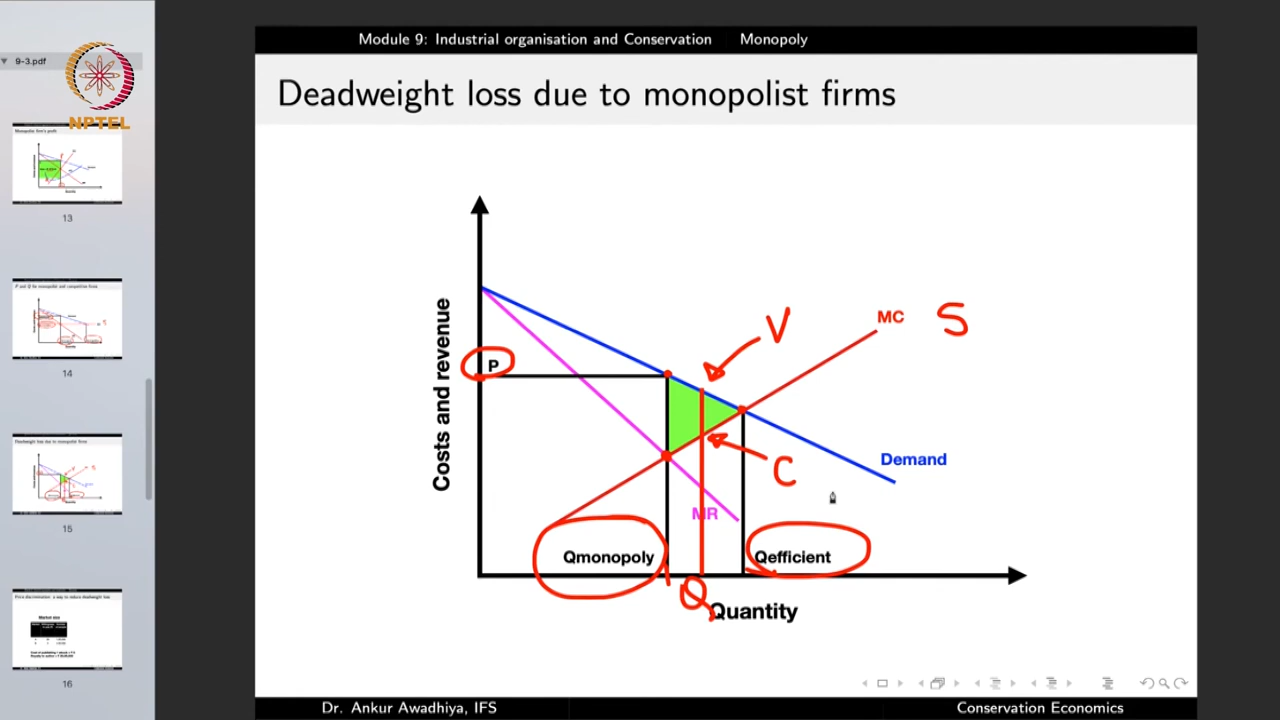 Module 9: Industrial organisation and Conservation Monopoly
9-3.pdf
NPTEL
Deadweight loss due to monopolist firms
13
14
15
16
Costs and revenue
P
V
MC S
C
Demand
MR
Qmonopoly
Qefficient
Q
Quantity
Dr. Ankur Awadhiya, IFS
Conservation Economics